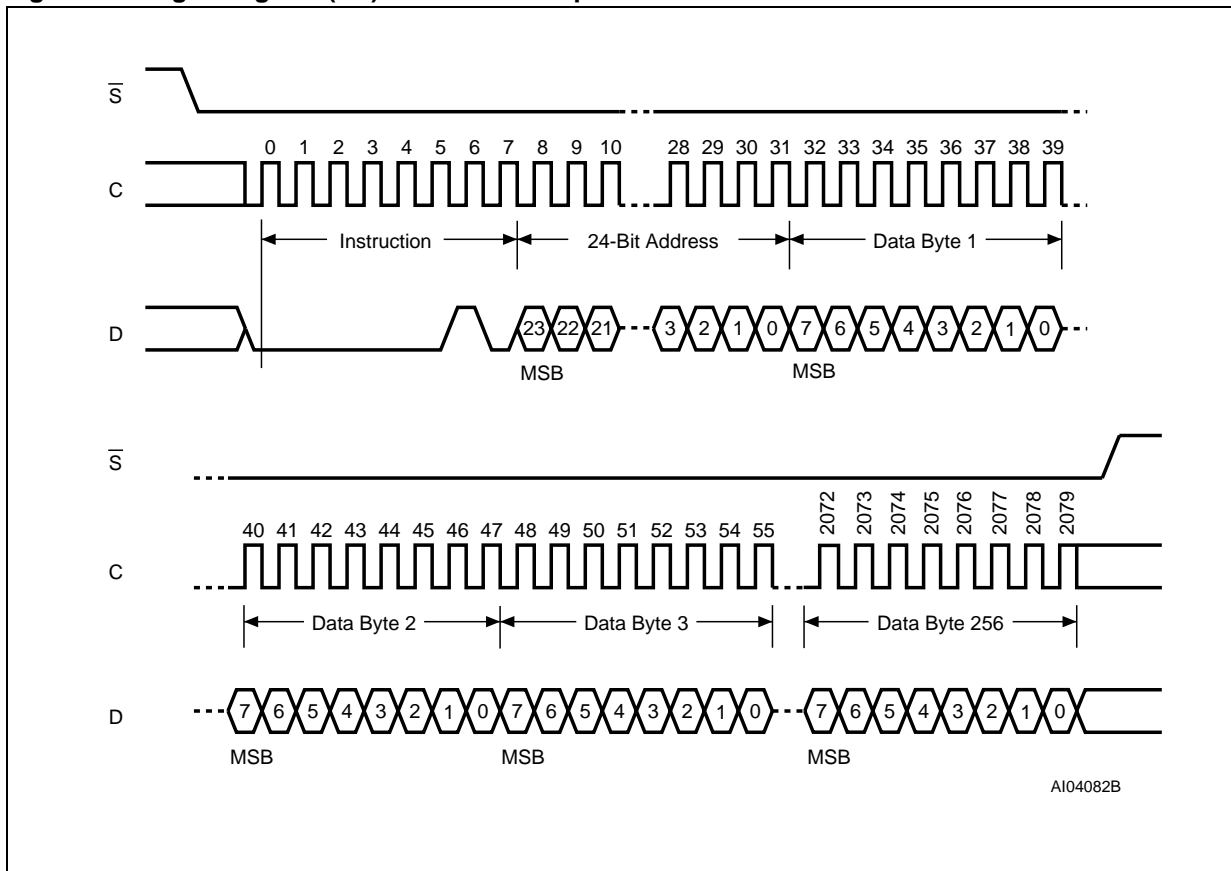 S
0 1 2 3 4 5 6 7 8 9 10 28 29 30 31 32 33 34 35 36 37 38 39
C
Instruction 24-Bit Address Data Byte 1
D 23 22 21 3 2 1 0 7 6 5 4 3 2 1 0
MSB MSB
S
40 41 42 43 44 45 46 47 48 49 50 51 52 53 54 55 2072 2073 2074 2075 2076 2077 2078 2079
C
Data Byte 2 Data Byte 3 Data Byte 256
D 7 6 5 4 3 2 1 0 7 6 5 4 3 2 1 0 7 6 5 4 3 2 1 0
MSB MSB MSB
AI04082B